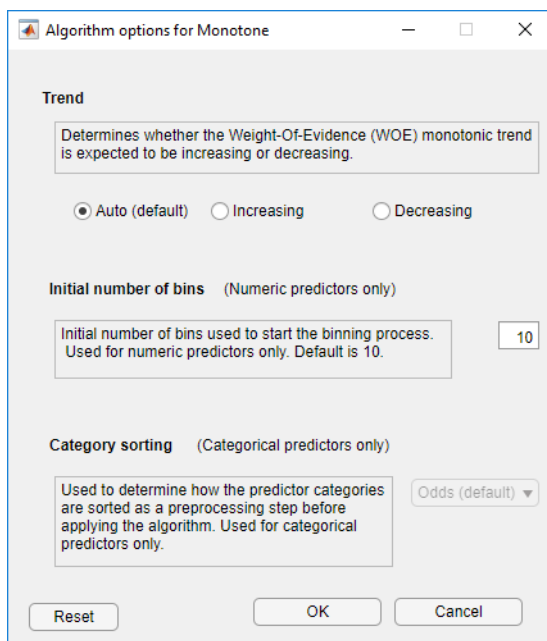 Algorithm options for Monotone
Trend
Determines whether the Weight-Of-Evidence (WOE) monotonic trend
is expected to be increasing or decreasing.
Auto (default) Increasing Decreasing
Initial number of bins (Numeric predictors only)
Initial number of bins used to start the binning process.
Used for numeric predictors only. Default is 10.
10
Category sorting (Categorical predictors only)
Used to determine how the predictor categories
are sorted as a preprocessing step before
applying the algorithm. Used for categorical
predictors only.
Odds (default)
Reset OK Cancel